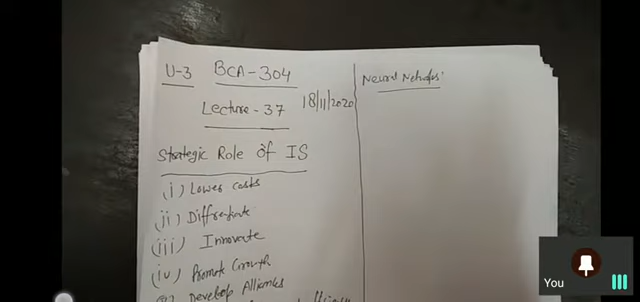 U-3 BCA-304
Lecture-37 18/11/2020
Strategic Role of IS
(i) Lower costs
(ii) Differentiate
(iii) Innovate
(iv) Promote Growth
Develop Alliances
Neural
You